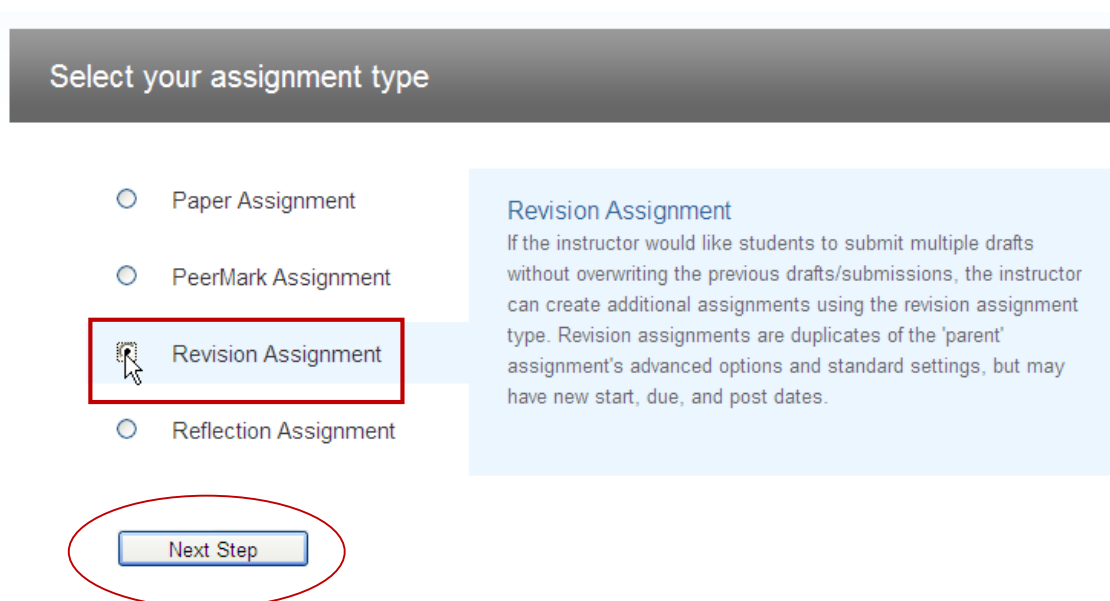 Select your assignment type
Paper Assignment
PeerMark Assignment
Revision Assignment
Reflection Assignment
Revision Assignment
If the instructor would like students to submit multiple drafts
without overwriting the previous drafts/submissions, the instructor
can create additional assignments using the revision assignment
type. Revision assignments are duplicates of the 'parent'
assignment's advanced options and standard settings, but may
have new start, due, and post dates.
Next Step